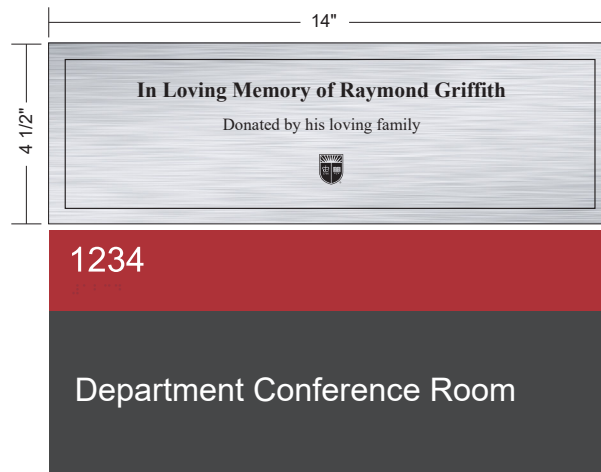 14"
4 1/2"
In Loving Memory of Raymond Griffith
Donated by his loving family
1234
Department Conference Room